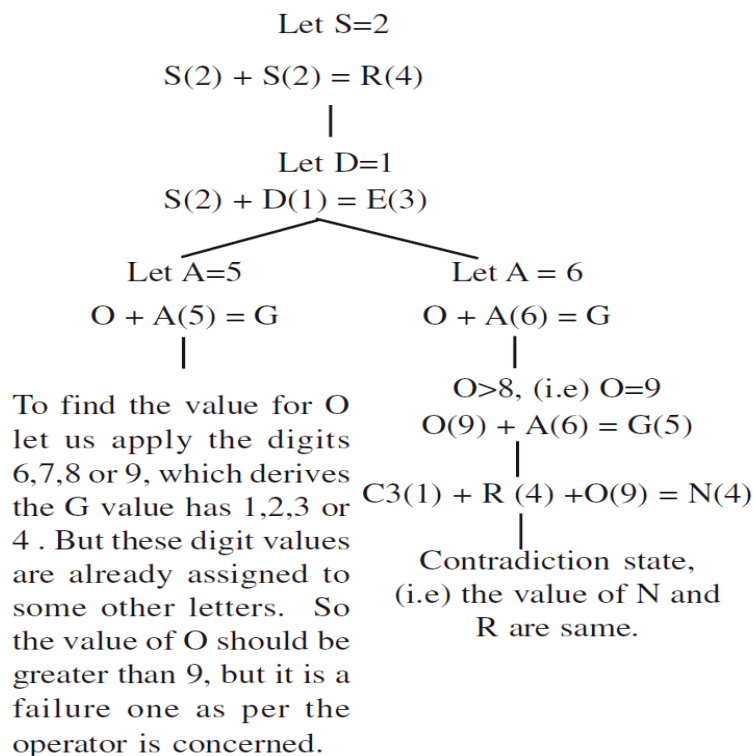 Let S=2
S(2) + S(2) = R(4)
Let D=1
S(2) + D(1) = E(3)
Let A=5
O + A(5) = G
To find the value for O
let us apply the digits
6,7,8 or 9, which derives
the G value has 1,2,3 or
4 . But these digit values
are already assigned to
some other letters. So
the value of O should be
greater than 9, but it is a
failure one as per the
operator is concerned.
Let A = 6
O + A(6) = G
O>8, (i.e) O=9
O(9) + A(6) = G(5)
C3(1) + R (4) +O(9) = N(4)
Contradiction state,
(i.e) the value of N and
R are same.